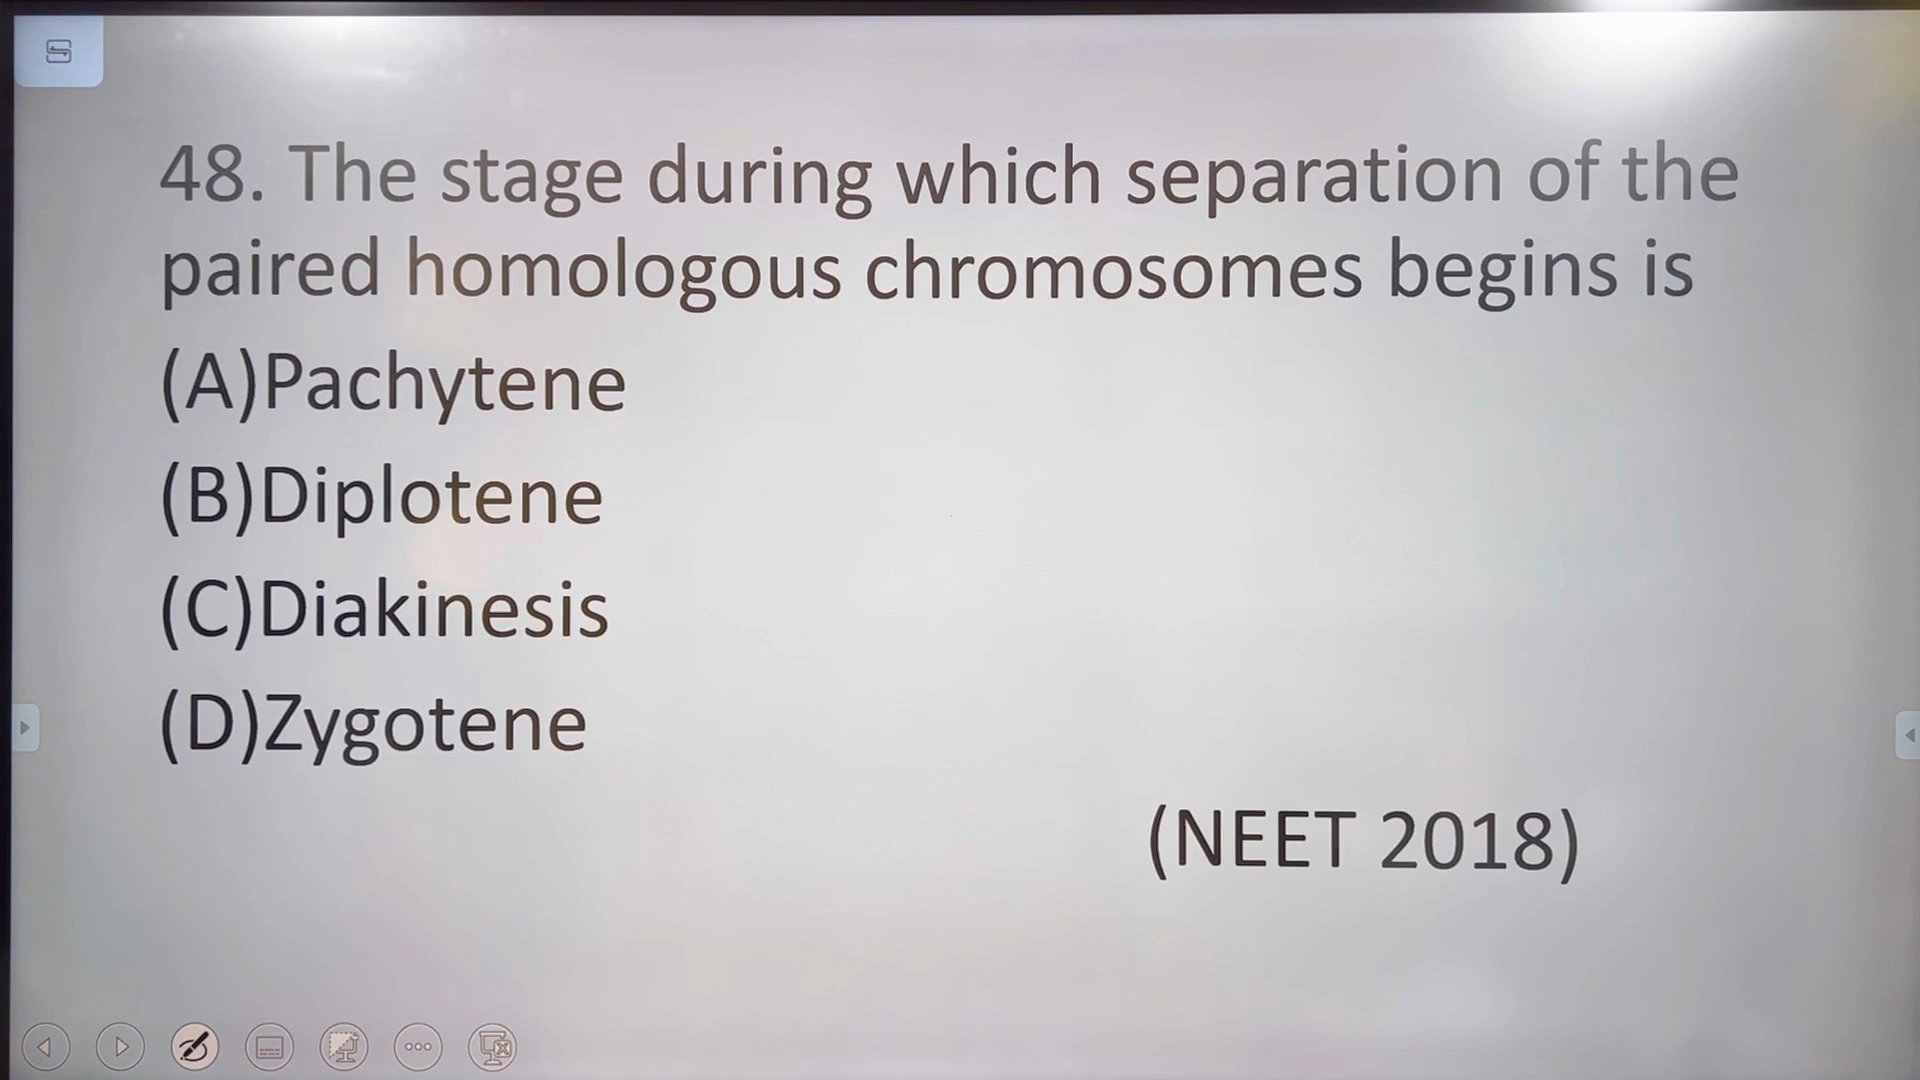 48. The stage during which separation of the
paired homologous chromosomes begins is
(A)Pachytene
(B)Diplotene
(C)Diakinesis
(D)Zygotene
(NEET 2018)